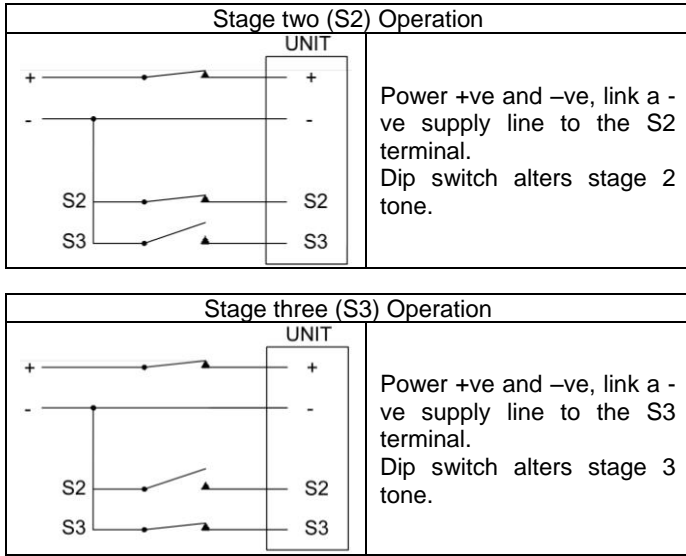 Stage two (S2) Operation
UNIT
+ +
- -
S2 S2
S3 S3
Power +ve and –ve, link a -
ve supply line to the S2
terminal.
Dip switch alters stage 2
tone.
Stage three (S3) Operation
UNIT
+ +
- -
S2 S2
S3 S3
Power +ve and –ve, link a -
ve supply line to the S3
terminal.
Dip switch alters stage 3
tone.